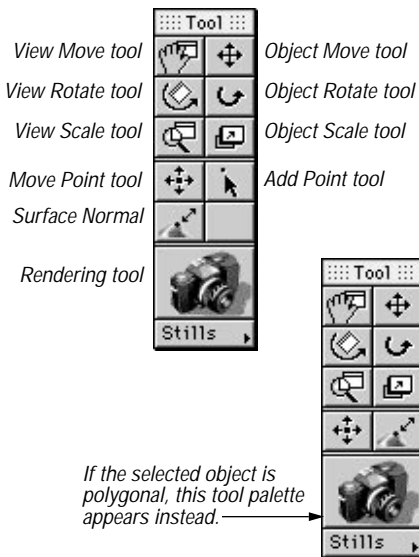 Tool
View Move tool
Object Move tool
View Rotate tool
Object Rotate tool
View Scale tool
Object Scale tool
Move Point tool
Add Point tool
Surface Normal
Rendering tool
Stills
Tool
If the selected object is
polygonal, this tool palette
appears instead.
Stills